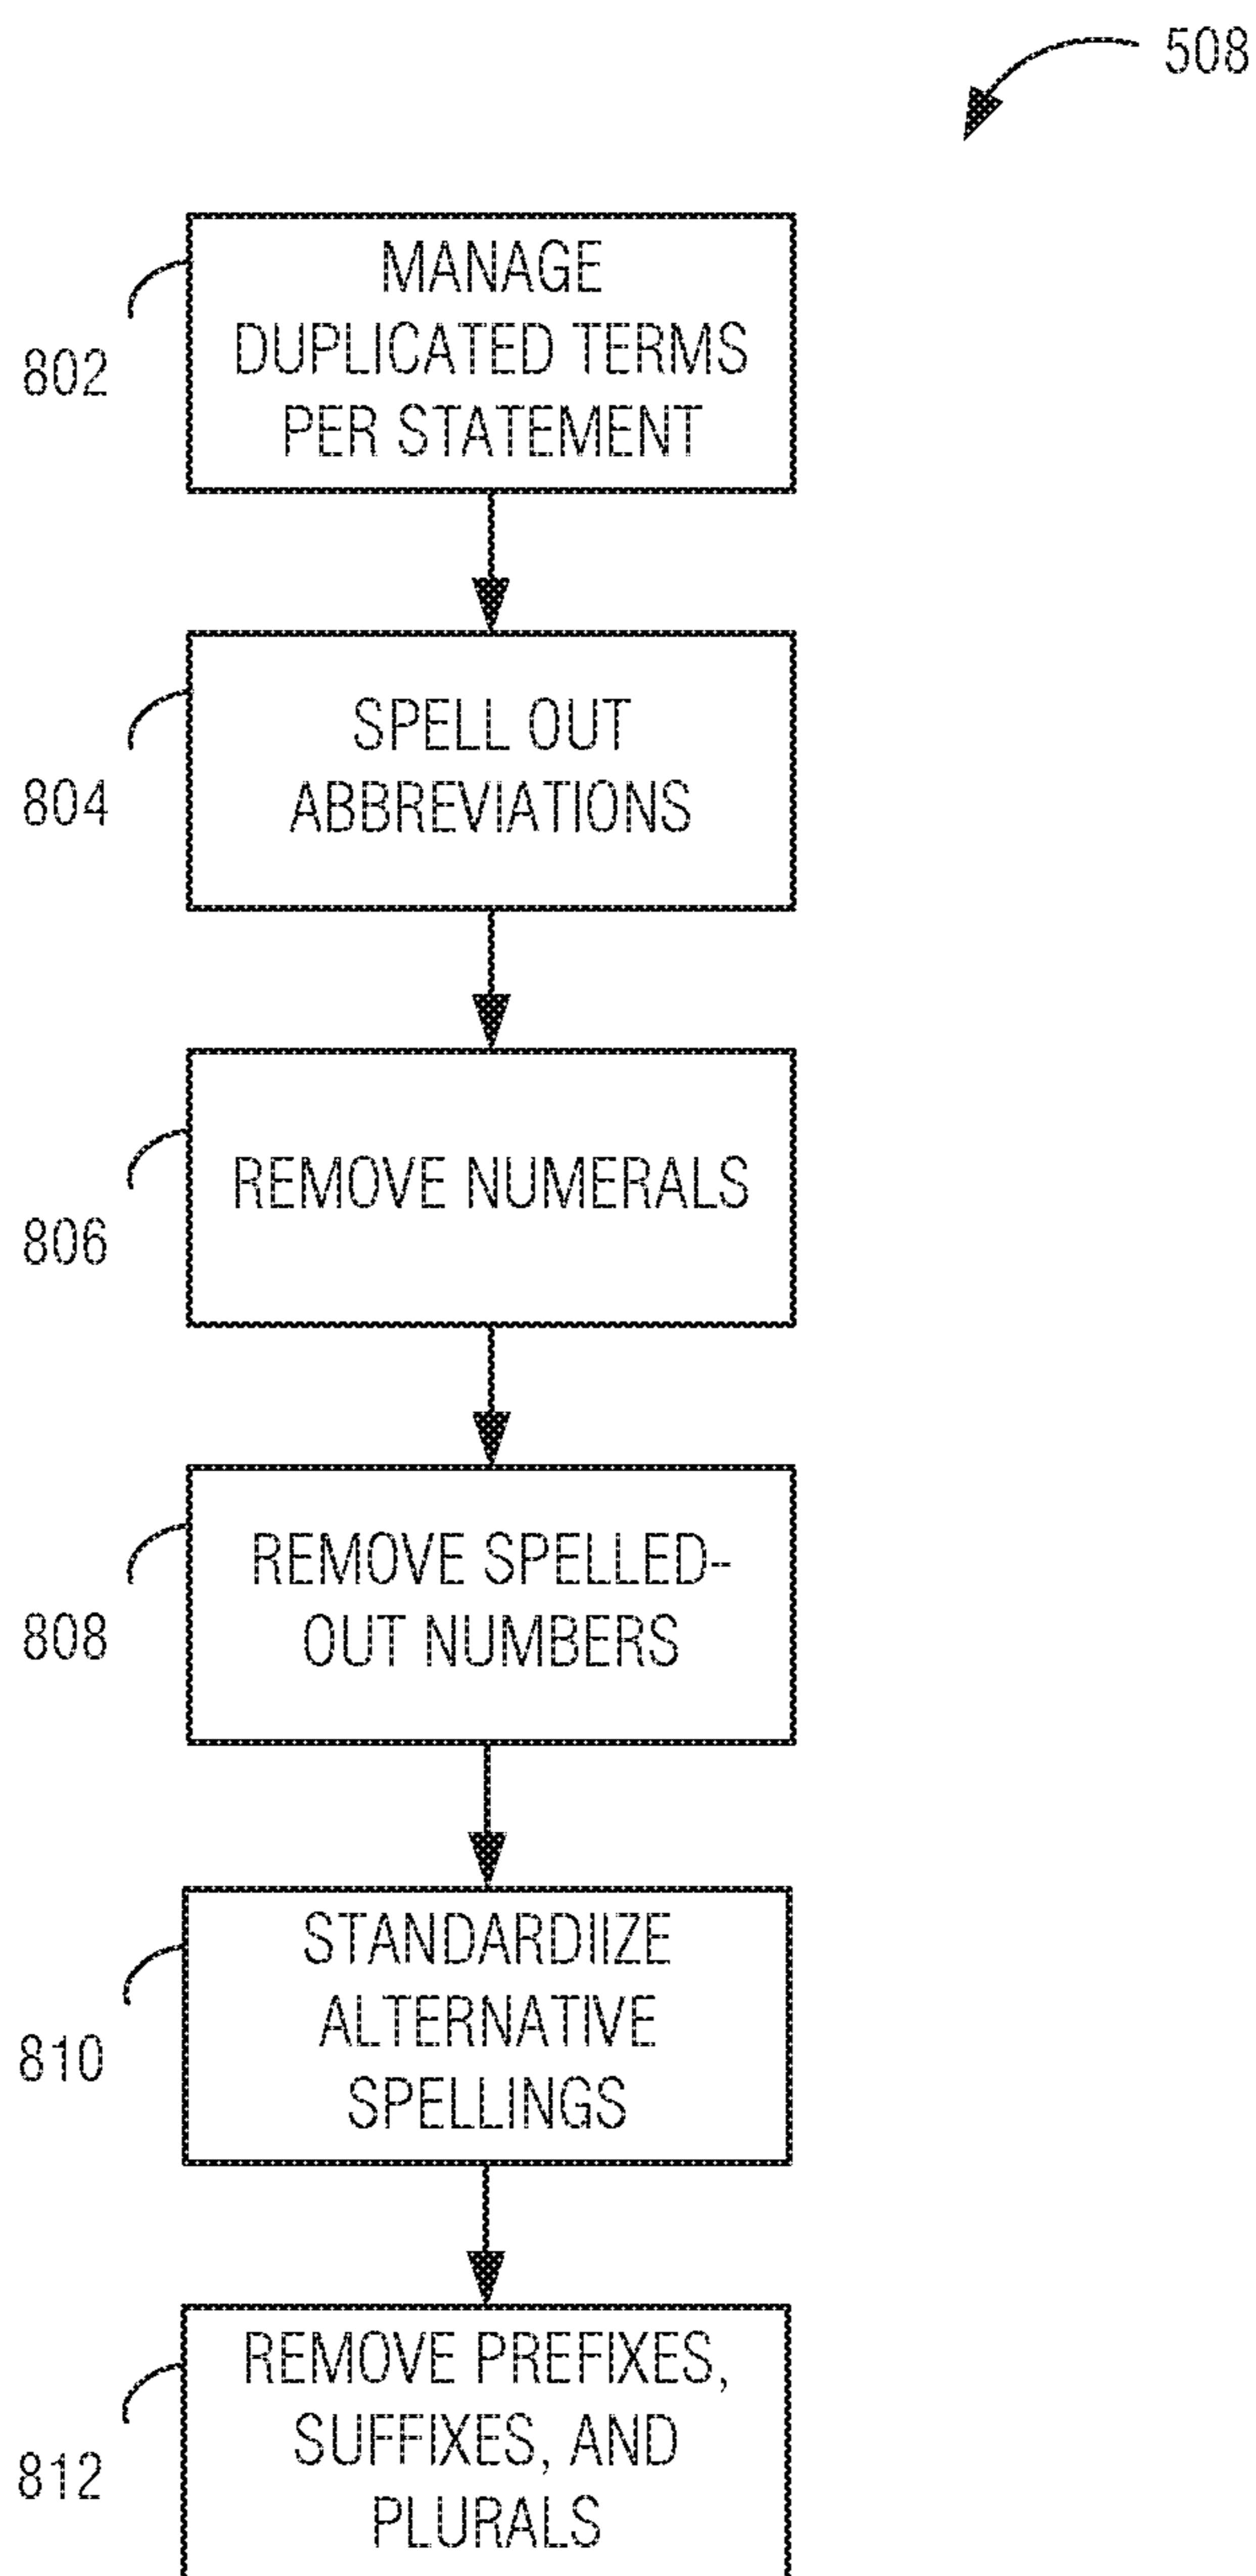 508
MANAGE
DUPLICATED TERMS
PER STATEMENT
802
SPELL OUT
ABBREVIATIONS
804
REMOVE NUMERALS
806
REMOVE SPELLED--
OUT NUMBERS
808
STANDARDIIZE
ALTERNATIVE
SPELLINGS
810
REMOVE PREFIXES,
SUFFIXES, AND
PLURALS
812